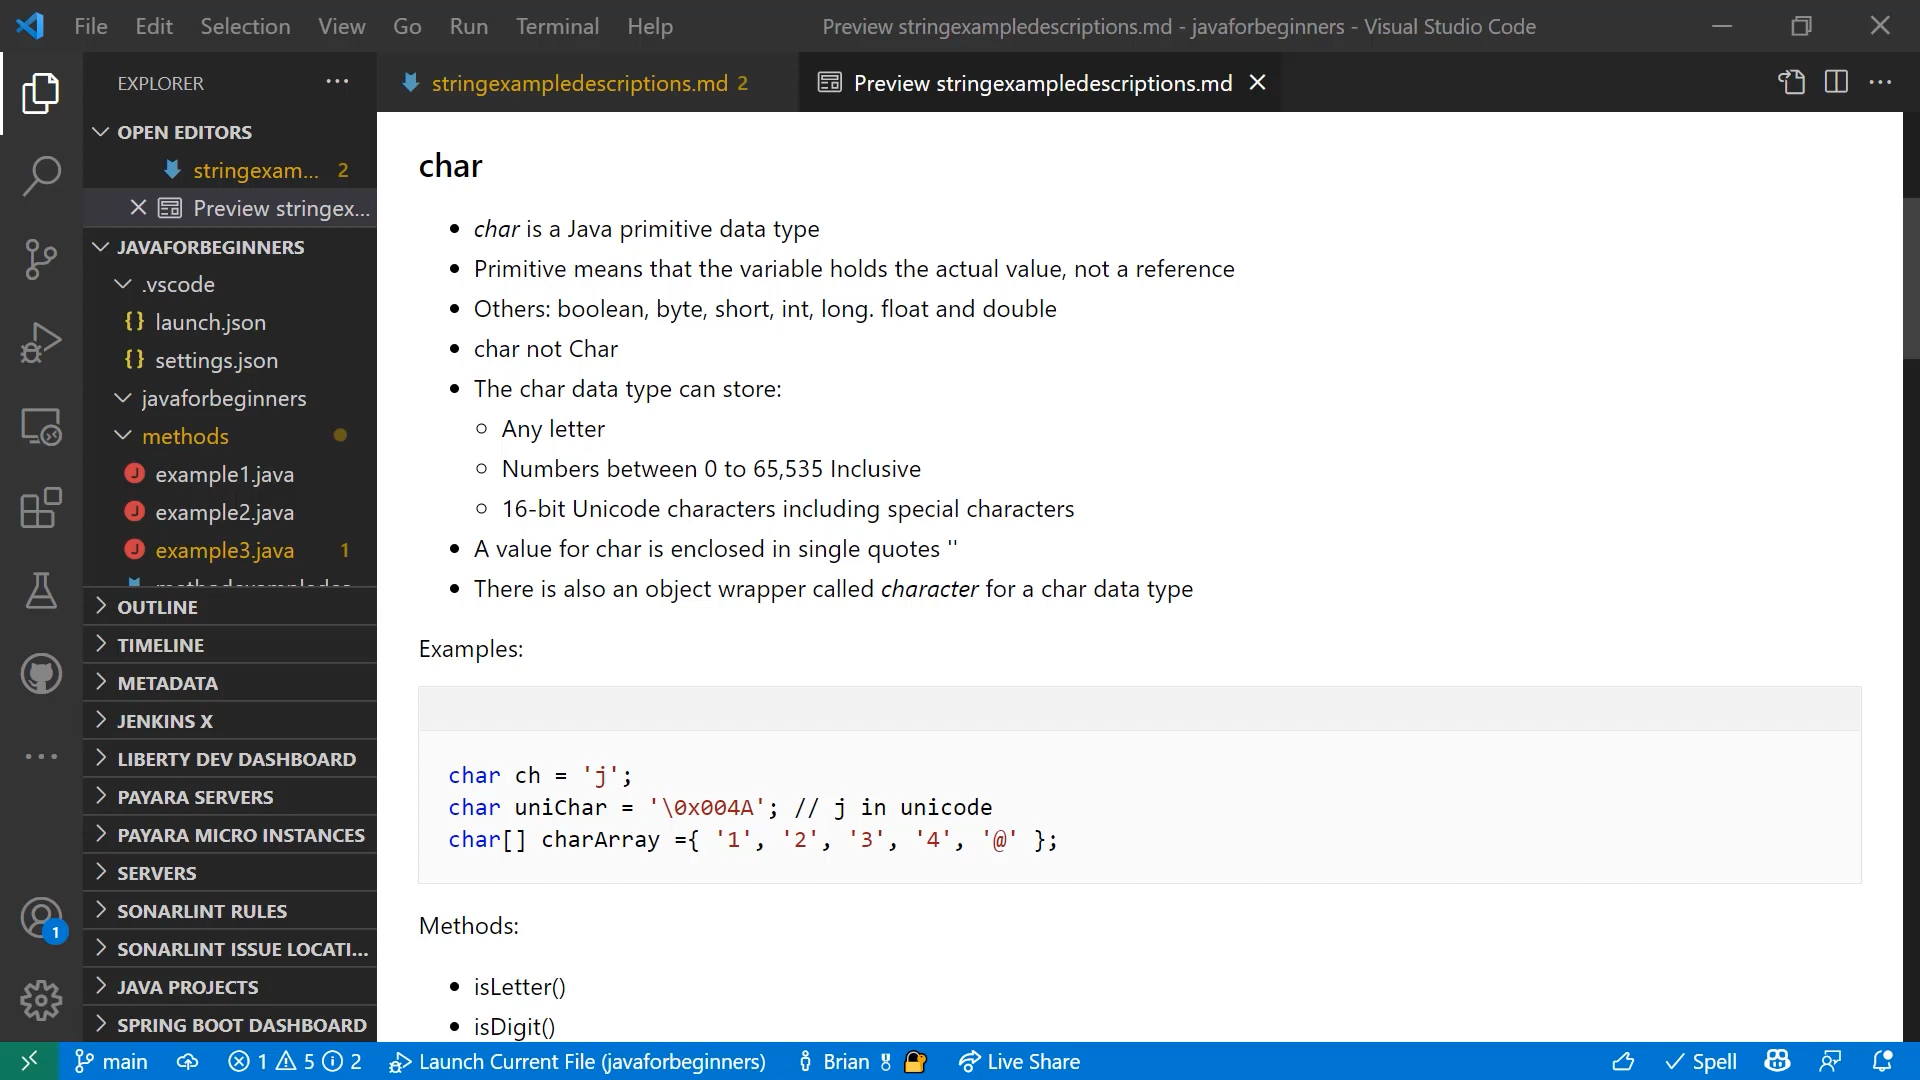 File Edit Selection View Go Run Terminal Help
Preview stringexampledescriptions.md - javaforbeginners - Visual Studio Code
EXPLORER
stringexampledescriptions.md 2
Preview stringexampledescriptions.md
OPEN EDITORS
stringexam... 2
Preview stringex...
JAVAFORBEGINNERS
.vscode
{} launch.json
{} settings.json
javaforbeginners
methods
J example1.java
J example2.java
J example3.java 1
OUTLINE
TIMELINE
METADATA
JENKINS X
LIBERTY DEV DASHBOARD
PAYARA SERVERS
PAYARA MICRO INSTANCES
SERVERS
SONARLINT RULES
SONARLINT ISSUE LOCATI...
JAVA PROJECTS
SPRING BOOT DASHBOARD
1
char
char is a Java primitive data type
Primitive means that the variable holds the actual value, not a reference
Others: boolean, byte, short, int, long. float and double
char not Char
The char data type can store:
Any letter
Numbers between 0 to 65,535 Inclusive
16-bit Unicode characters including special characters
A value for char is enclosed in single quotes ''
There is also an object wrapper called character for a char data type
Examples:
char ch = 'j';
char uniChar = '\0x004A'; // j in unicode
char[] charArray ={ '1', '2', '3', '4', '@' };
Methods:
isLetter()
isDigit()
main 1 5 2 Launch Current File (javaforbeginners) Brian Live Share Spell